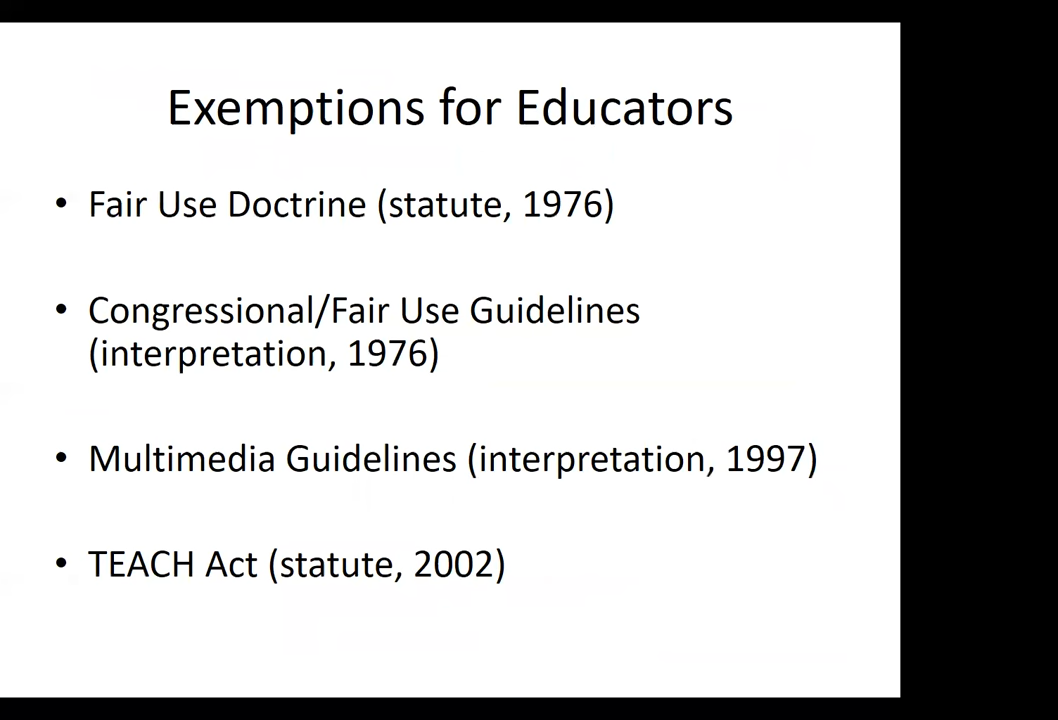 Exemptions for Educators
• Fair Use Doctrine (statute, 1976)
• Congressional/Fair Use Guidelines
(interpretation, 1976)
• Multimedia Guidelines (interpretation, 1997)
• TEACH Act (statute, 2002)